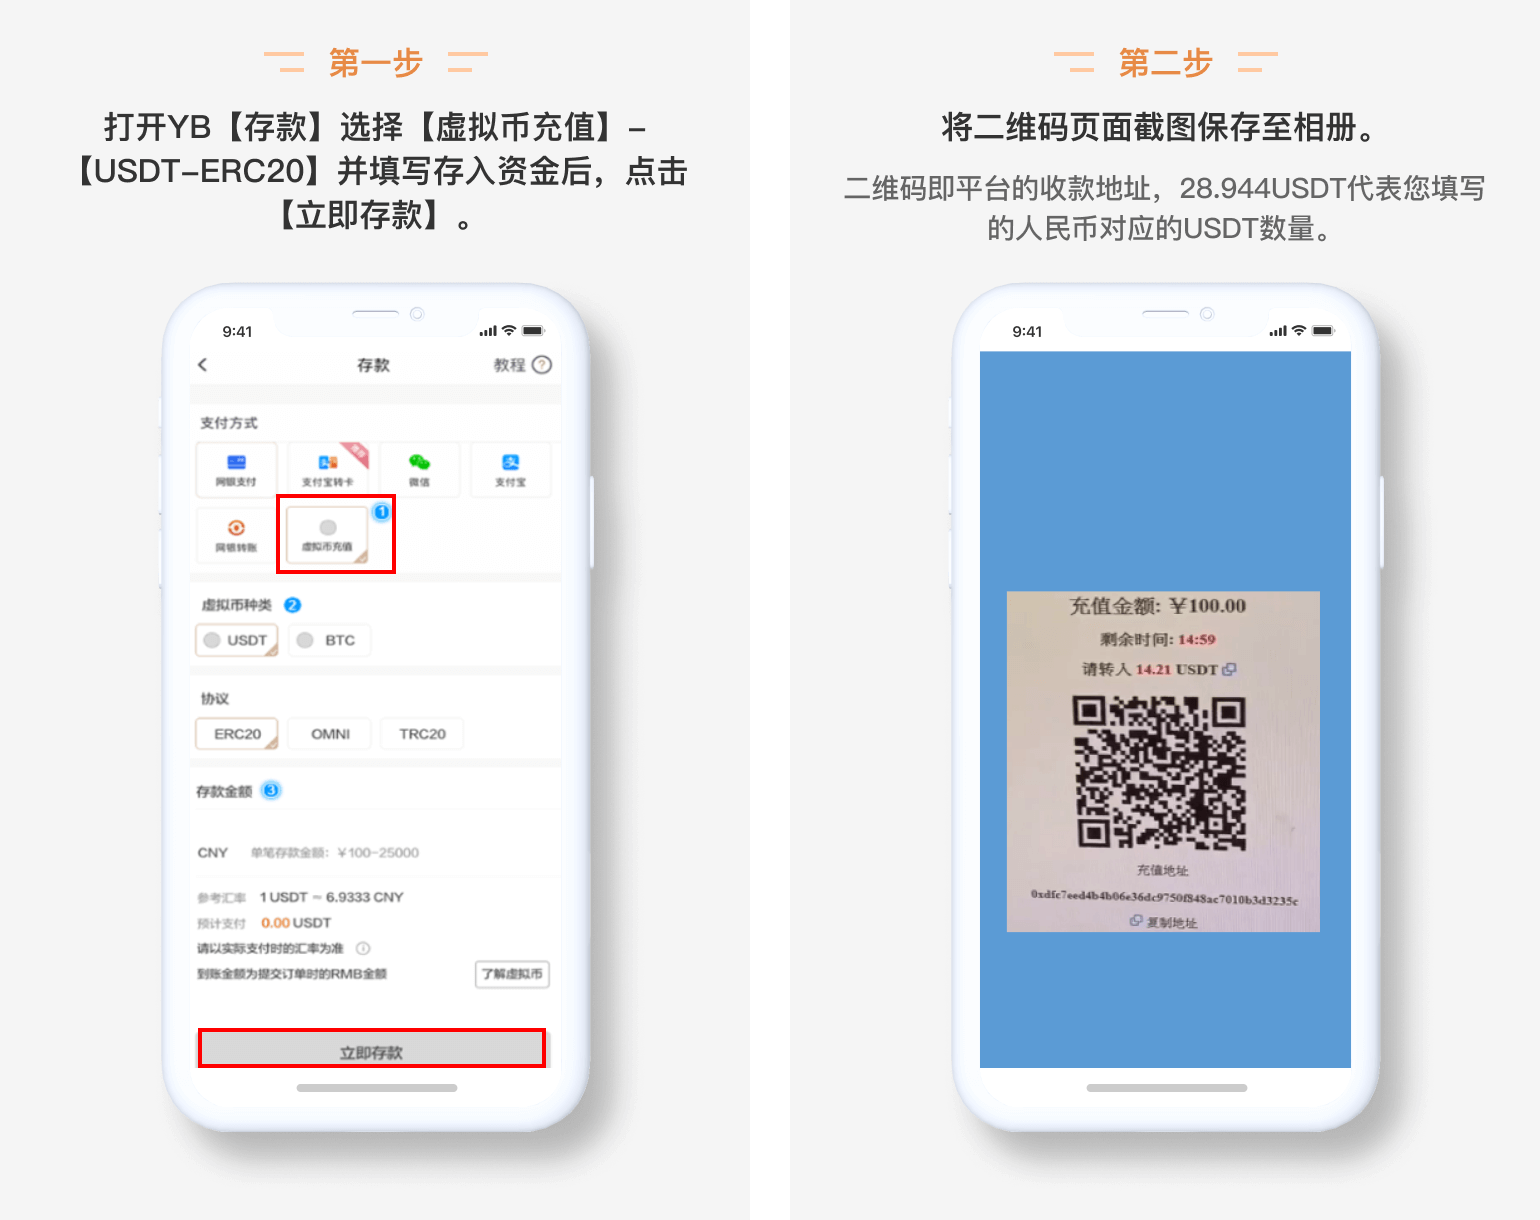 第一步
打开YB【存款】选择【虚拟币充值】-
【USDT-ERC20】并填写存入资金后，点击
【立即存款】。
9:41
存款
教程 ?
支付方式
网银支付
支付宝转卡
推荐
微信
支付宝
网银转账
虚拟币充值
1
虚拟币种类 2
USDT
BTC
协议
ERC20
OMNI
TRC20
存款金额 3
CNY 单笔存款金额：￥100-25000
参考汇率 1 USDT ~ 6.9333 CNY
预计支付 0.00 USDT
请以实际支付时的汇率为准
到账金额为提交订单时的RMB金额
了解虚拟币
立即存款
第二步
将二维码页面截图保存至相册。
二维码即平台的收款地址，28.944USDT代表您填写
的人民币对应的USDT数量。
9:41
充值金额: ￥100.00
剩余时间: 14:59
请转入 14.21 USDT
充值地址
0xdfc7eed4b4b06e36dc9750f848ac7010b3d3235c
复制地址